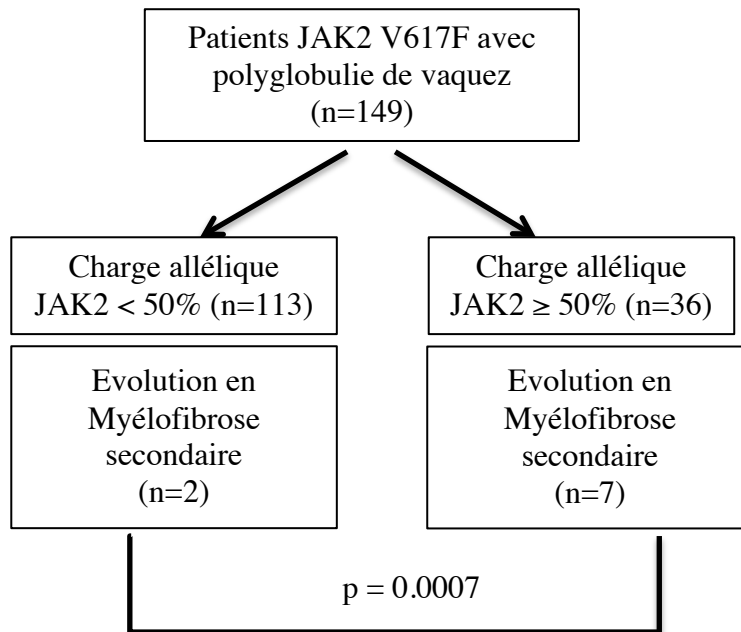 Patients JAK2 V617F avec
polyglobulie de vaquez
(n=149)
Charge allélique
JAK2 < 50% (n=113)
Charge allélique
JAK2 ≥ 50% (n=36)
Evolution en
Myélofibrose
secondaire
(n=2)
Evolution en
Myélofibrose
secondaire
(n=7)
p = 0.0007